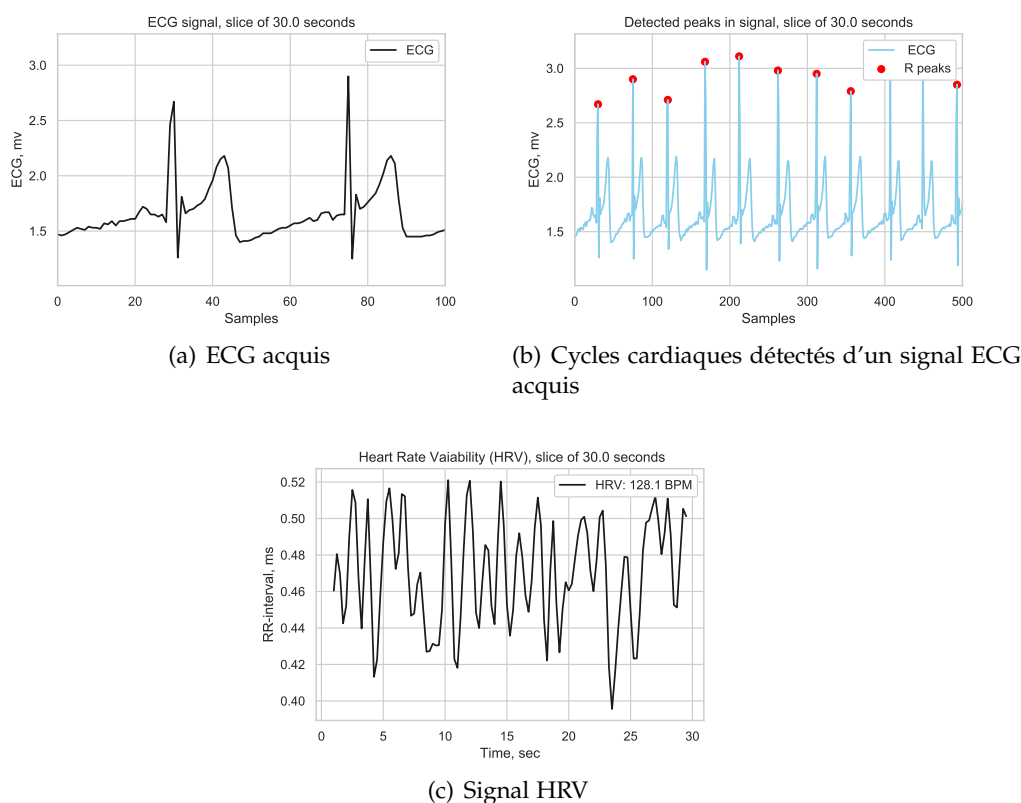 ECG signal, slice of 30.0 seconds
ECG
3.0
2.5
2.0
1.5
ECG, mv
0 20 40 60 80 100
Samples
(a) ECG acquis
Detected peaks in signal, slice of 30.0 seconds
ECG
R peaks
3.0
2.5
2.0
1.5
ECG, mv
0 100 200 300 400 500
Samples
(b) Cycles cardiaques détectés d'un signal ECG
acquis
Heart Rate Vaiability (HRV), slice of 30.0 seconds
HRV: 128.1 BPM
0.52
0.50
0.48
0.46
0.44
0.42
0.40
RR-interval, ms
0 5 10 15 20 25 30
Time, sec
(c) Signal HRV